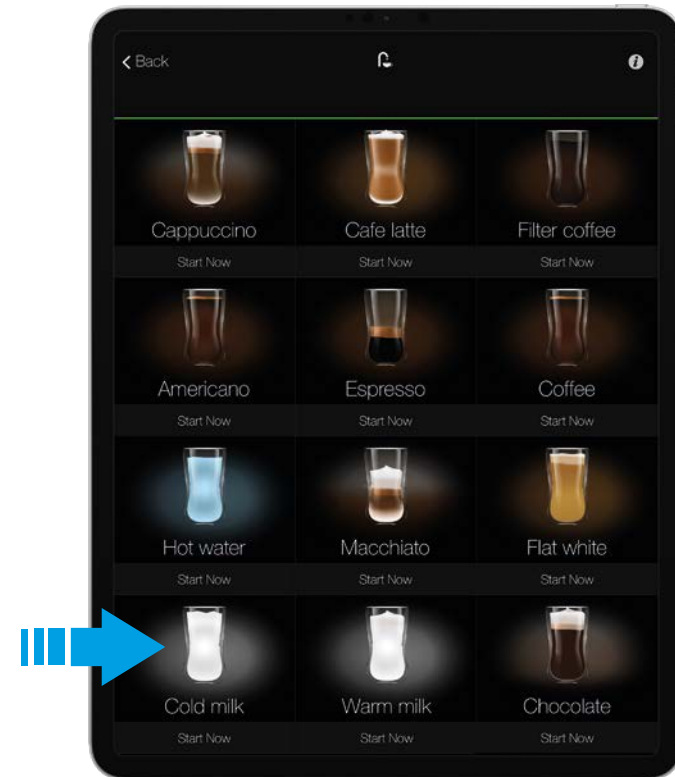 Back
Cappuccino Cafe latte Filter coffee
Start Now Start Now Start Now
Americano Espresso Coffee
Start Now Start Now Start Now
Hot water Macchiato Flat white
Start Now Start Now Start Now
Cold milk Warm milk Chocolate
Start Now Start Now Start Now